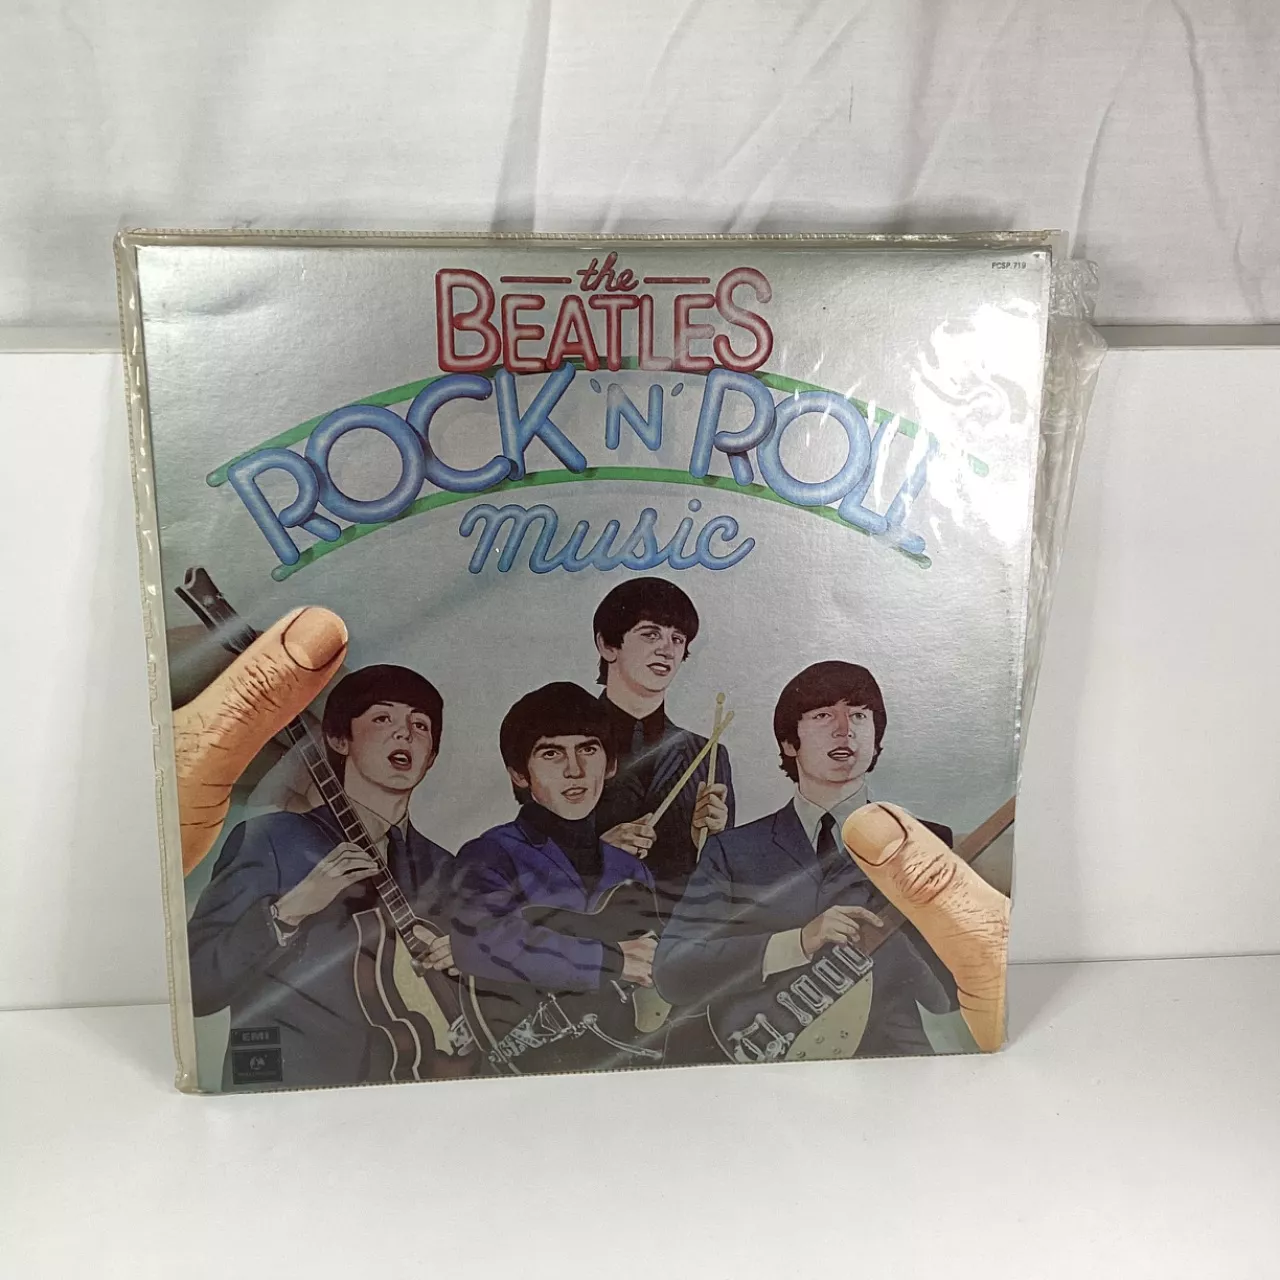 PCSP. 719
the
BEATLES
ROCK 'N' ROLL
music
EMI